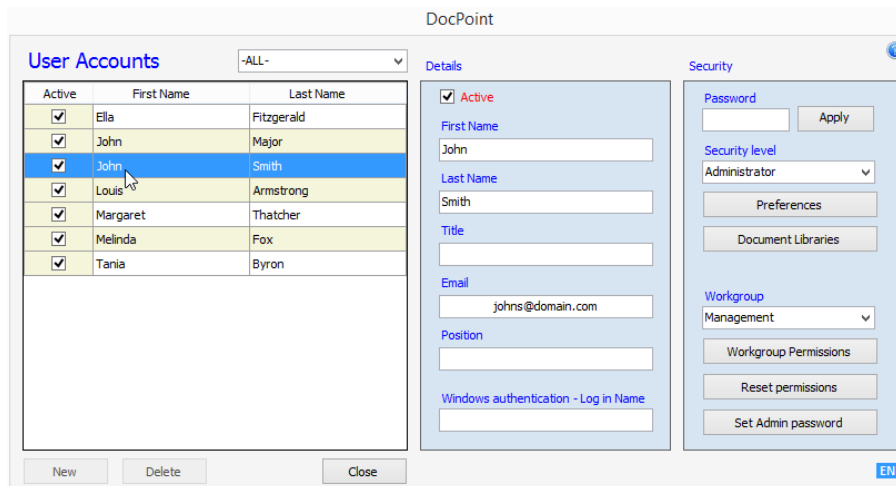 DocPoint
User Accounts
-ALL-
Active First Name Last Name
Ella Fitzgerald
John Major
John Smith
Louis Armstrong
Margaret Thatcher
Melinda Fox
Tania Byron
New Delete Close
Details
Active
First Name
John
Last Name
Smith
Title
Email
johns@domain.com
Position
Windows authentication - Log in Name
Security
Password
Apply
Security level
Administrator
Preferences
Document Libraries
Workgroup
Management
Workgroup Permissions
Reset permissions
Set Admin password
EN